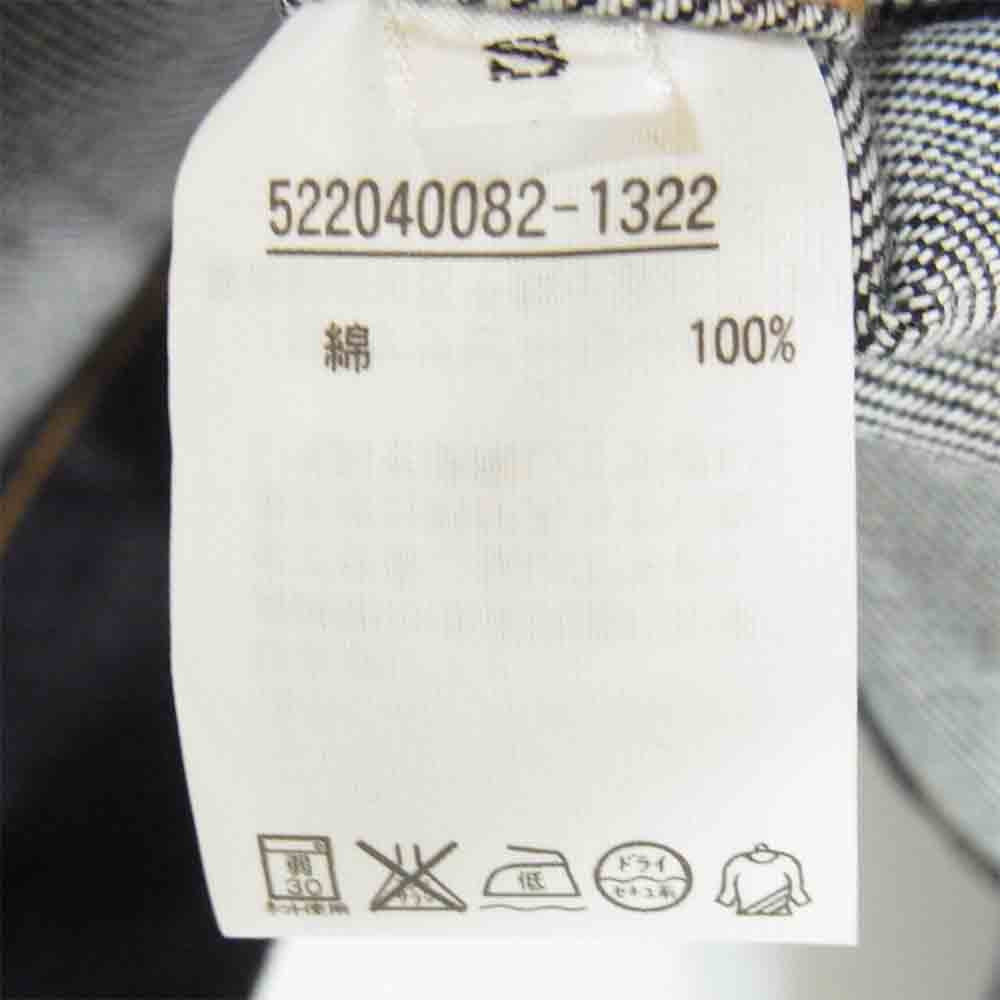 522040082-1322
綿 100%
弱 低 ドライ
30 セキユ系
ネット使用